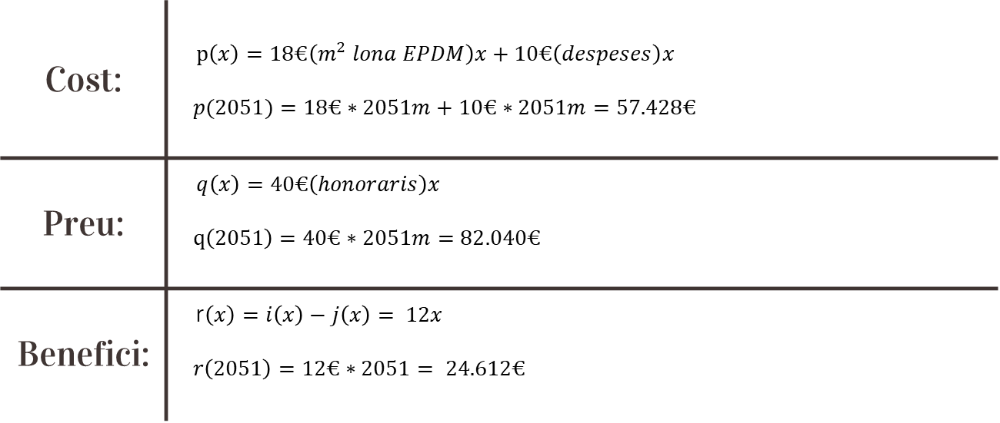 Cost:
p(x) = 18€(m² lona EPDM)x + 10€(despeses)x
p(2051) = 18€ ∗ 2051m + 10€ ∗ 2051m = 57.428€
Preu:
q(x) = 40€(honoraris)x
q(2051) = 40€ ∗ 2051m = 82.040€
Benefici:
r(x) = i(x) − j(x) = 12x
r(2051) = 12€ ∗ 2051 = 24.612€